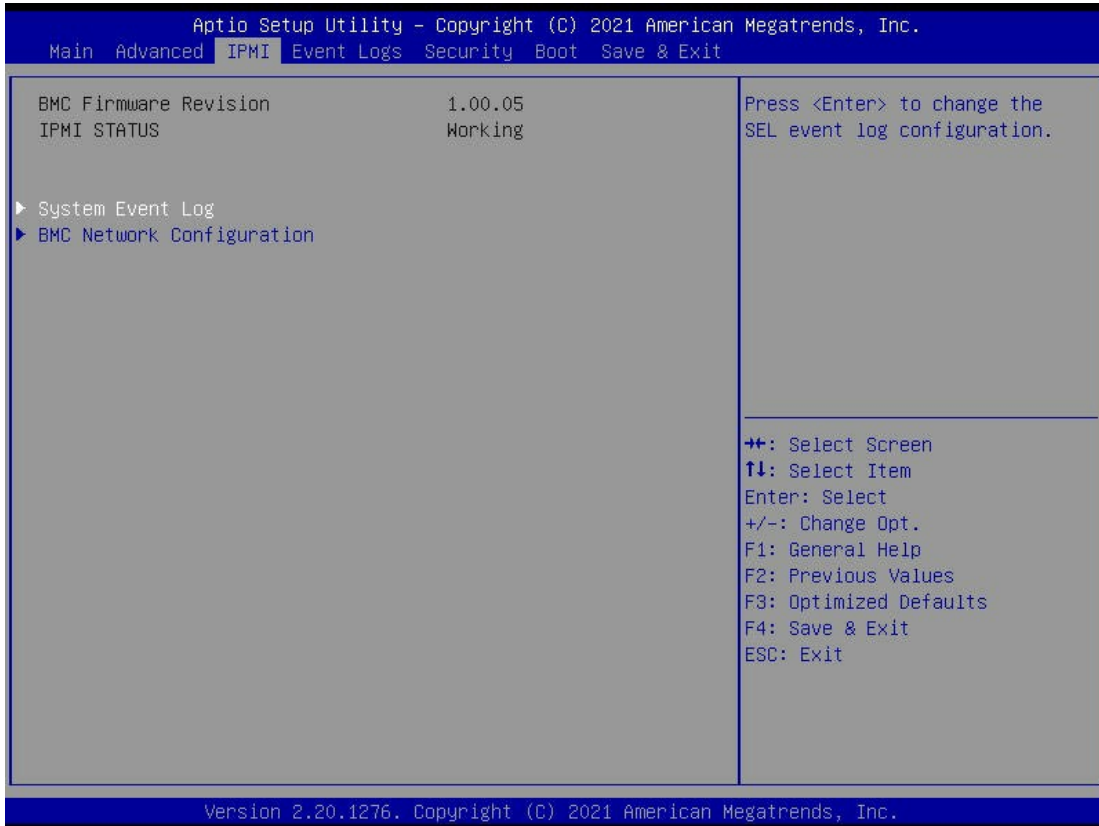 Aptio Setup Utility – Copyright (C) 2021 American Megatrends, Inc.
Main Advanced IPMI Event Logs Security Boot Save & Exit
BMC Firmware Revision 1.00.05
IPMI STATUS Working
System Event Log
BMC Network Configuration
Press <Enter> to change the
SEL event log configuration.
→←: Select Screen
↑↓: Select Item
Enter: Select
+/-: Change Opt.
F1: General Help
F2: Previous Values
F3: Optimized Defaults
F4: Save & Exit
ESC: Exit
Version 2.20.1276. Copyright (C) 2021 American Megatrends, Inc.